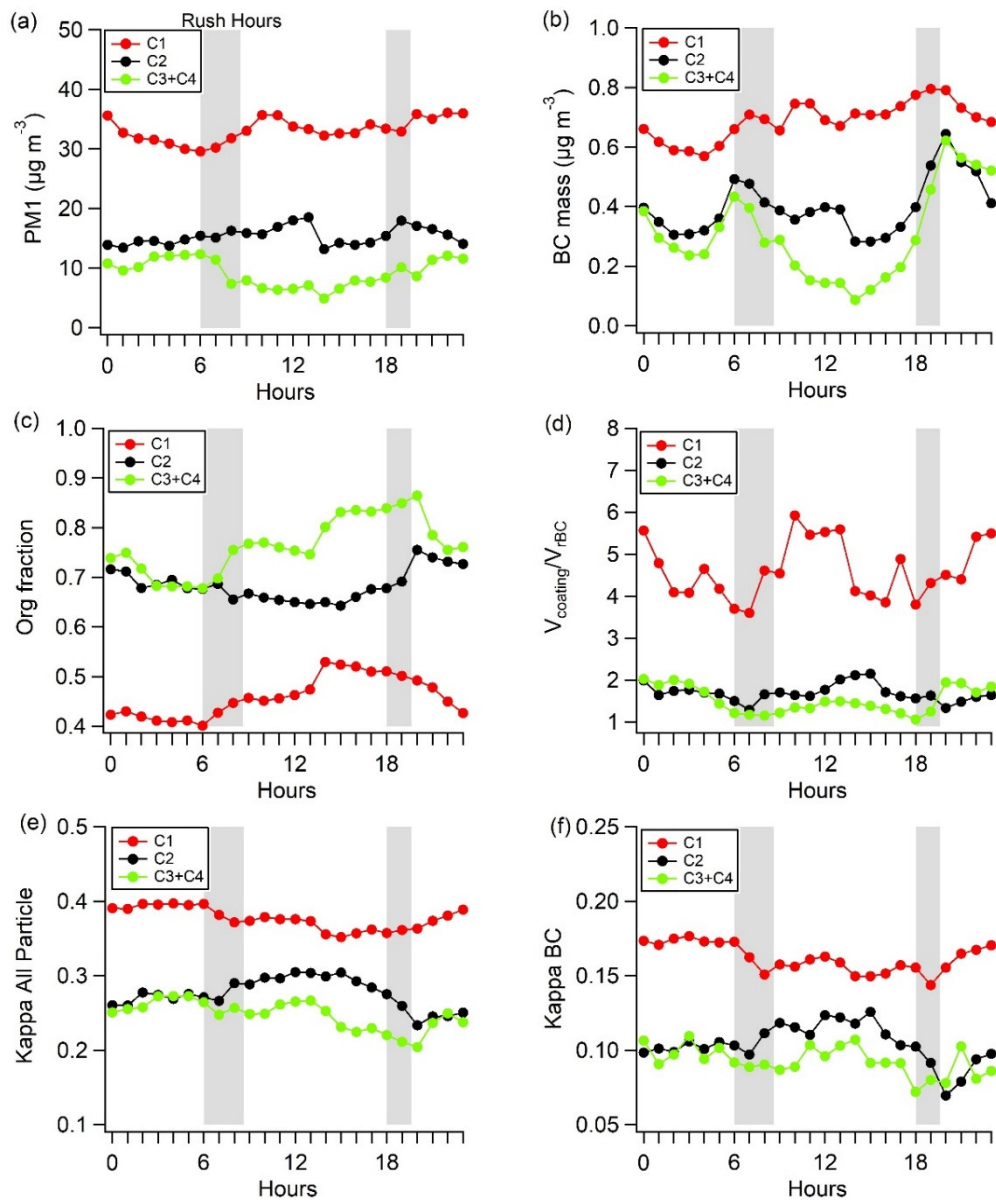 (a)
Rush Hours
50
40
30
20
10
0
PM1 (µg m⁻³)
C1
C2
C3+C4
0
6
12
18
Hours
(b)
1.0
0.8
0.6
0.4
0.2
0.0
BC mass (µg m⁻³)
C1
C2
C3+C4
0
6
12
18
Hours
(c)
1.0
0.9
0.8
0.7
0.6
0.5
0.4
Org fraction
C1
C2
C3+C4
0
6
12
18
Hours
(d)
8
7
6
5
4
3
2
1
V_coating/V_rBC
C1
C2
C3+C4
0
6
12
18
Hours
(e)
0.5
0.4
0.3
0.2
0.1
Kappa All Particle
C1
C2
C3+C4
0
6
12
18
Hours
(f)
0.25
0.20
0.15
0.10
0.05
Kappa BC
C1
C2
C3+C4
0
6
12
18
Hours